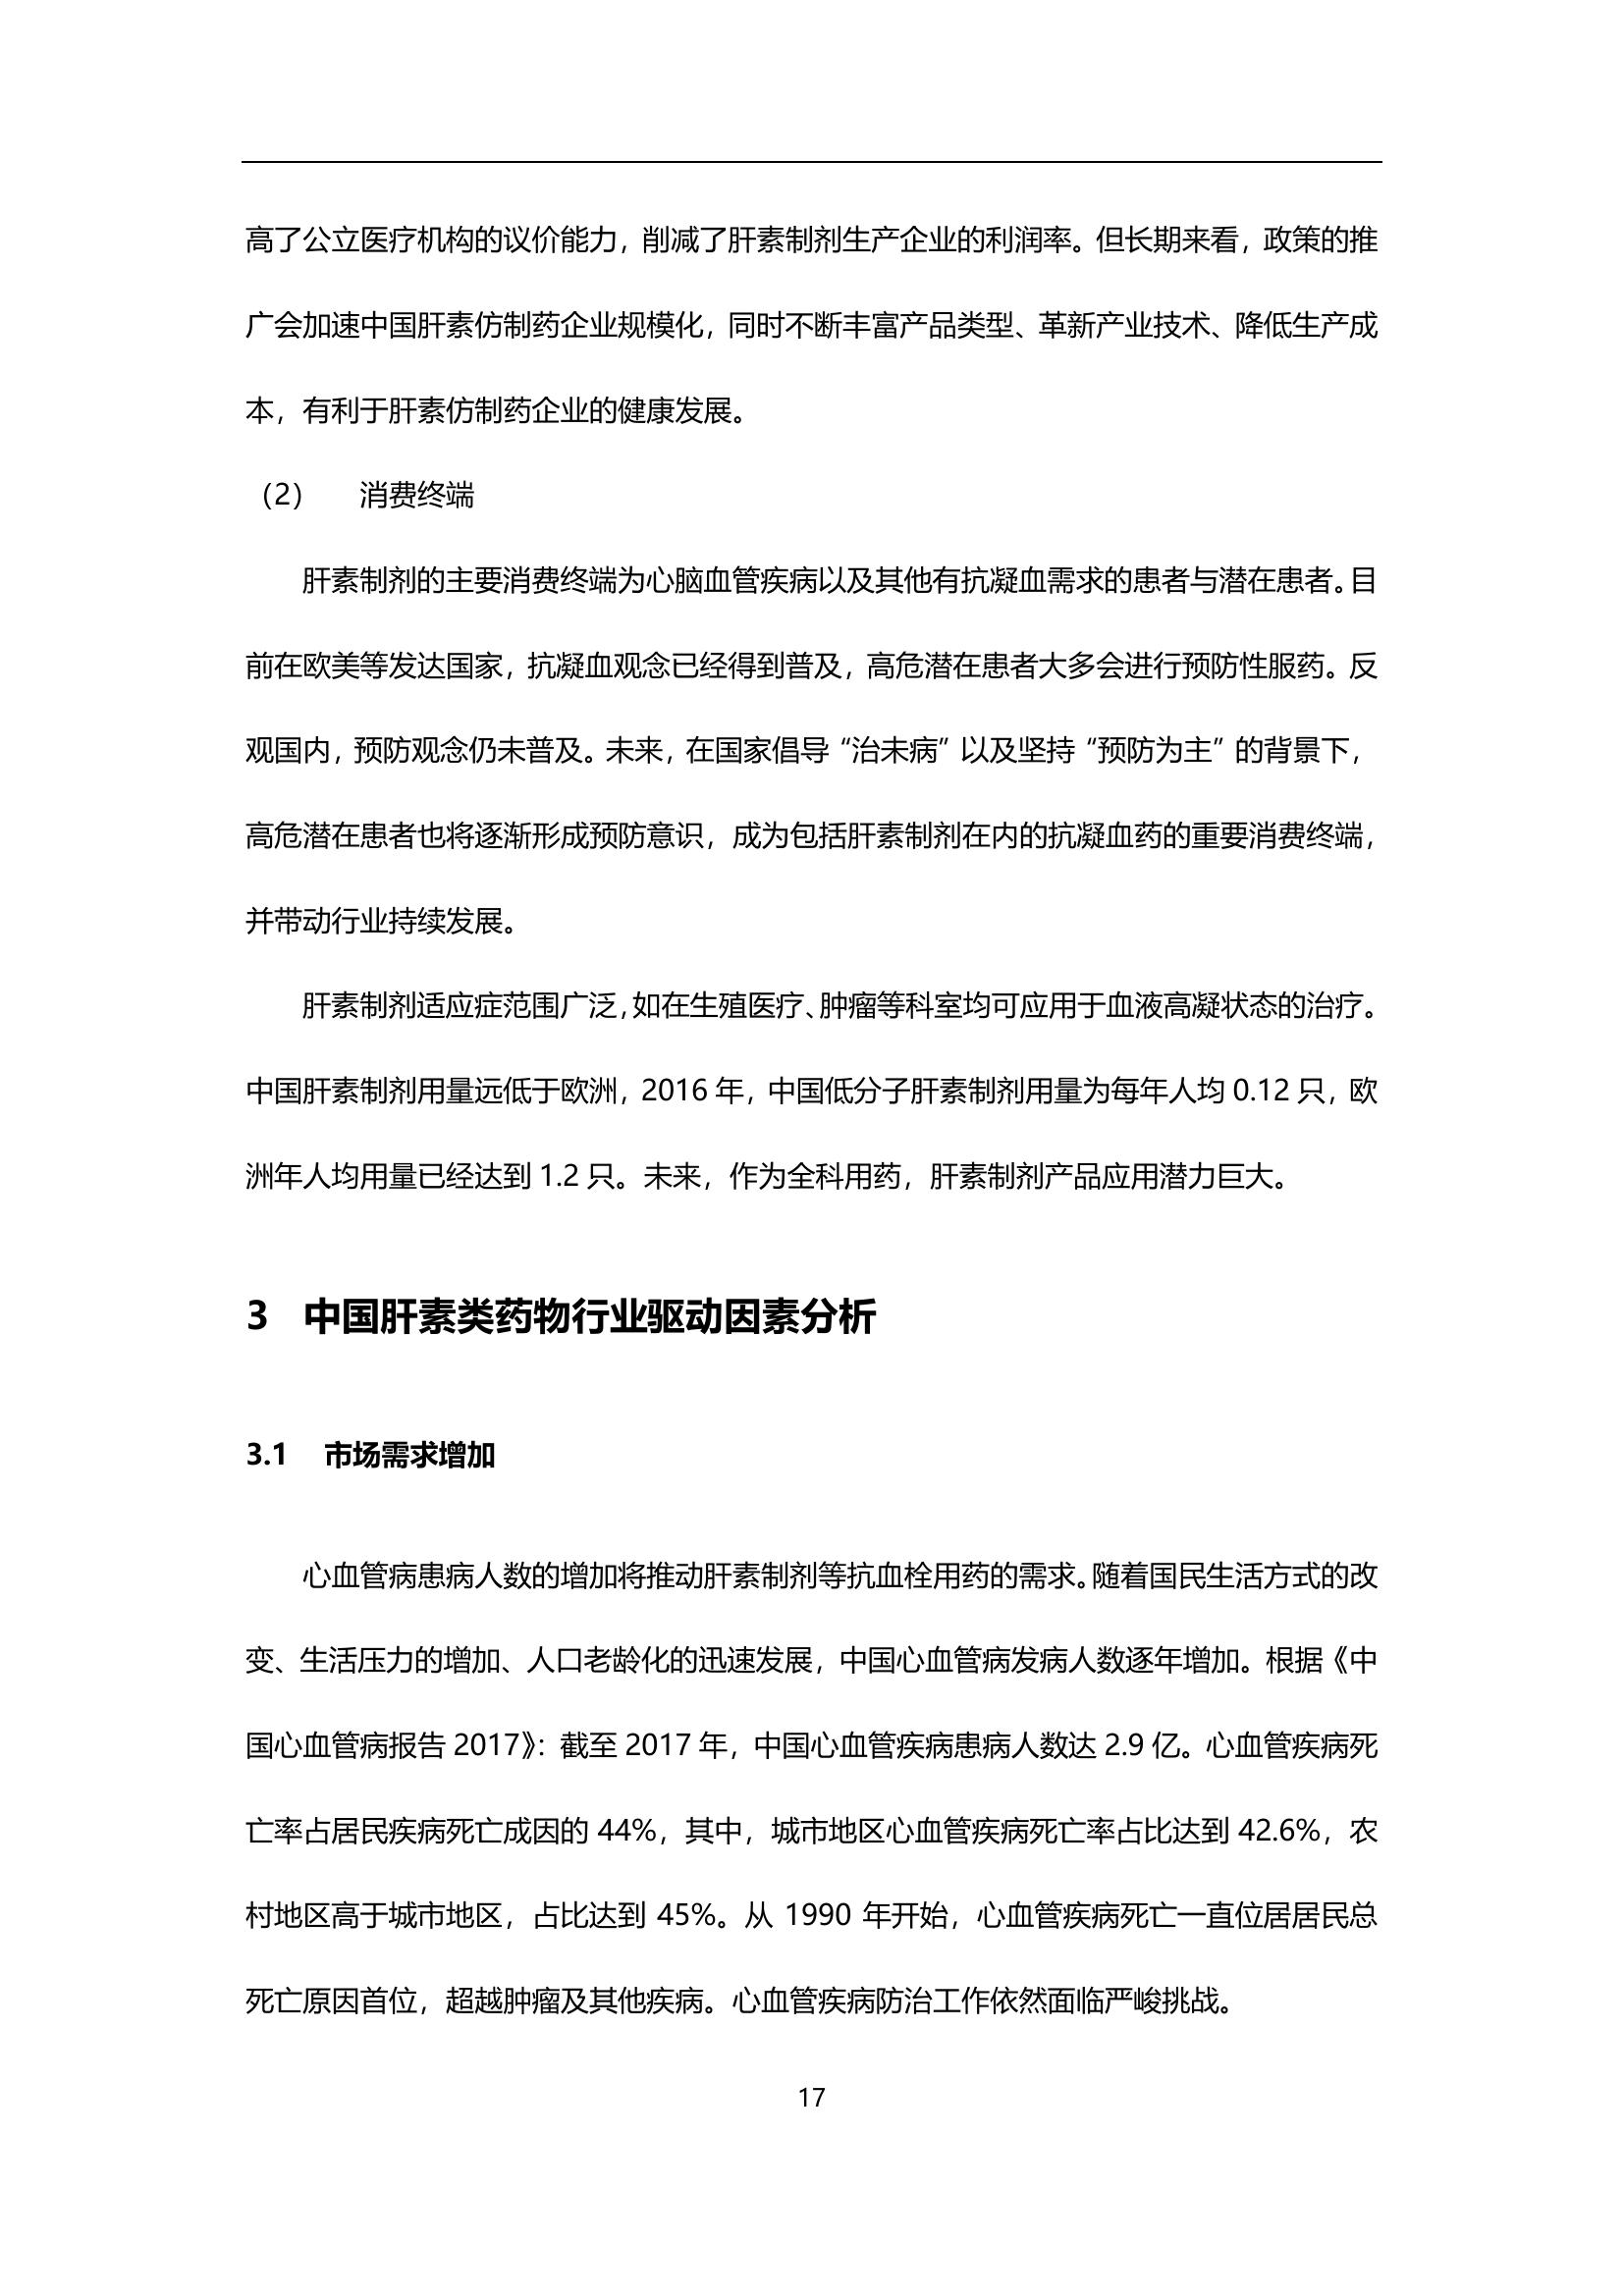 高了公立医疗机构的议价能力，削减了肝素制剂生产企业的利润率。但长期来看，政策的推
广会加速中国肝素仿制药企业规模化，同时不断丰富产品类型、革新产业技术、降低生产成
本，有利于肝素仿制药企业的健康发展。
（2） 消费终端
肝素制剂的主要消费终端为心脑血管疾病以及其他有抗凝血需求的患者与潜在患者。目
前在欧美等发达国家，抗凝血观念已经得到普及，高危潜在患者大多会进行预防性服药。反
观国内，预防观念仍未普及。未来，在国家倡导“治未病”以及坚持“预防为主”的背景下，
高危潜在患者也将逐渐形成预防意识，成为包括肝素制剂在内的抗凝血药的重要消费终端，
并带动行业持续发展。
肝素制剂适应症范围广泛，如在生殖医疗、肿瘤等科室均可应用于血液高凝状态的治疗。
中国肝素制剂用量远低于欧洲，2016 年，中国低分子肝素制剂用量为每年人均 0.12 只，欧
洲年人均用量已经达到 1.2 只。未来，作为全科用药，肝素制剂产品应用潜力巨大。
3 中国肝素类药物行业驱动因素分析
3.1 市场需求增加
心血管病患病人数的增加将推动肝素制剂等抗血栓用药的需求。随着国民生活方式的改
变、生活压力的增加、人口老龄化的迅速发展，中国心血管病发病人数逐年增加。根据《中
国心血管病报告 2017》：截至 2017 年，中国心血管疾病患病人数达 2.9 亿。心血管疾病死
亡率占居民疾病死亡成因的 44%，其中，城市地区心血管疾病死亡率占比达到 42.6%，农
村地区高于城市地区，占比达到 45%。从 1990 年开始，心血管疾病死亡一直位居居民总
死亡原因首位，超越肿瘤及其他疾病。心血管疾病防治工作依然面临严峻挑战。
17